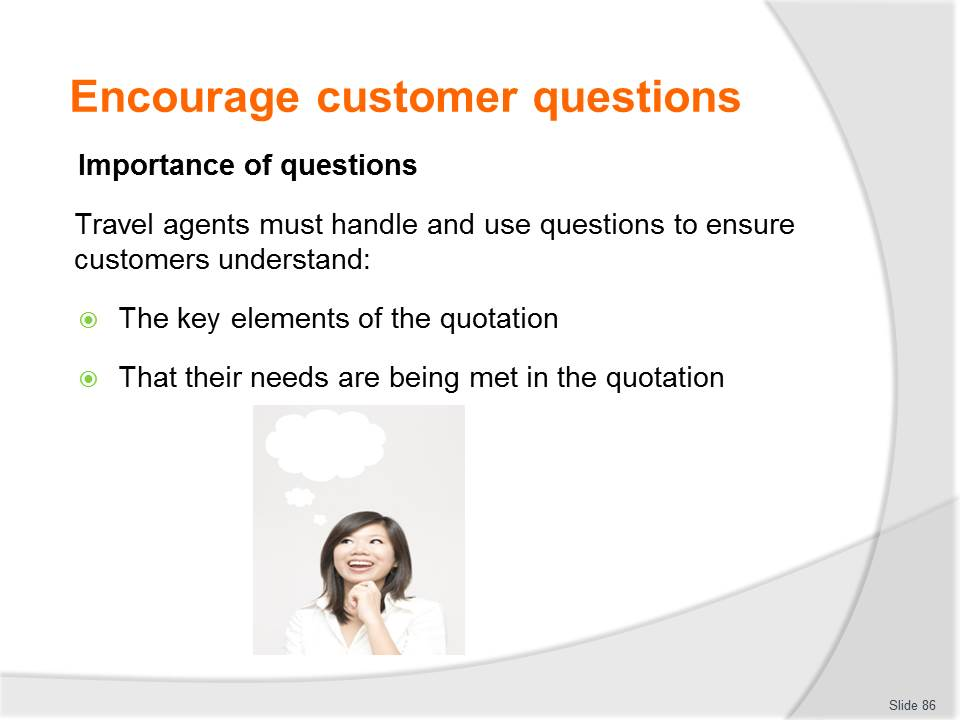 Encourage customer questions
Importance of questions
Travel agents must handle and use questions to ensure
customers understand:
The key elements of the quotation
That their needs are being met in the quotation
Slide 86